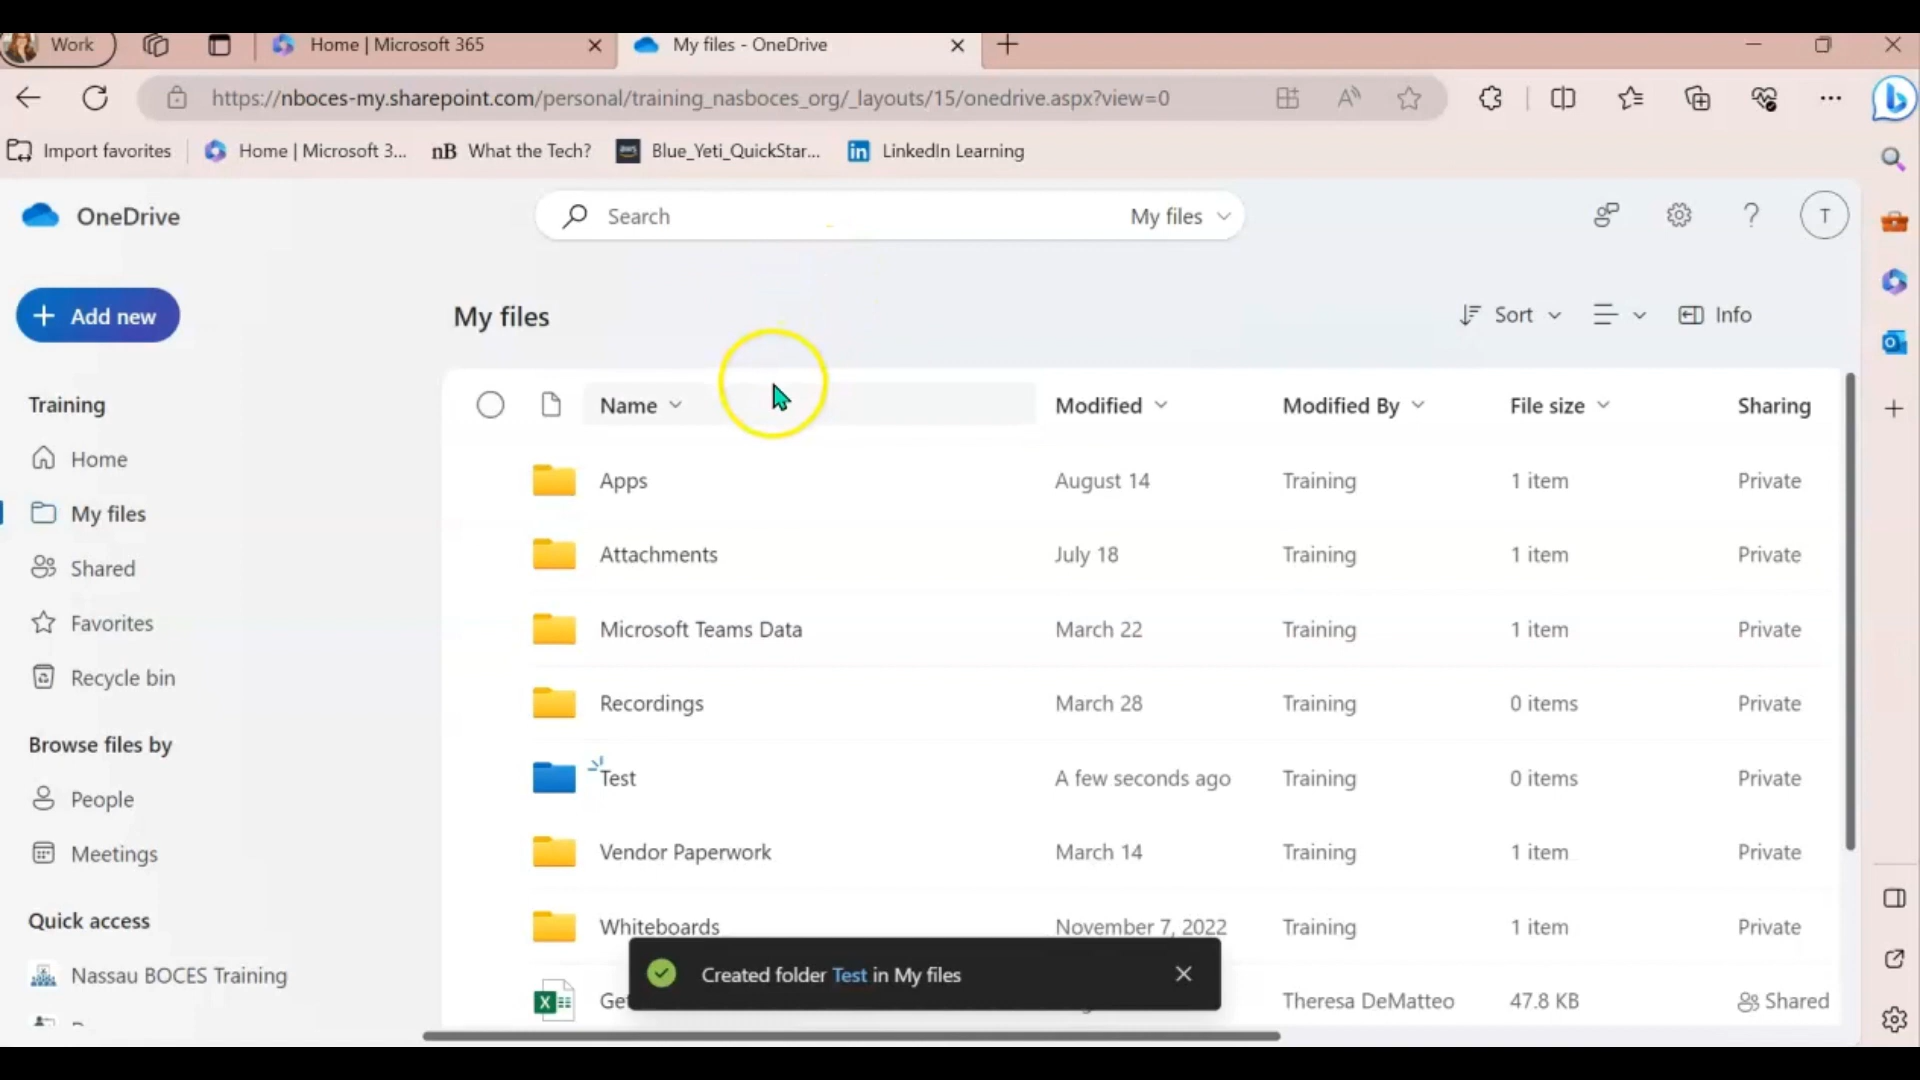 Work
Home | Microsoft 365
My files - OneDrive
https://nboces-my.sharepoint.com/personal/training_nasboces_org/_layouts/15/onedrive.aspx?view=0
Import favorites
Home | Microsoft 3...
nB What the Tech?
aws Blue_Yeti_QuickStar...
in LinkedIn Learning
OneDrive
Search
My files
T
Add new
My files
Sort
Info
Training
Home
My files
Shared
Favorites
Recycle bin
Browse files by
People
Meetings
Quick access
Nassau BOCES Training
Name Modified Modified By File size Sharing
Apps August 14 Training 1 item Private
Attachments July 18 Training 1 item Private
Microsoft Teams Data March 22 Training 1 item Private
Recordings March 28 Training 0 items Private
Test A few seconds ago Training 0 items Private
Vendor Paperwork March 14 Training 1 item Private
Whiteboards November 7, 2022 Training 1 item Private
Theresa DeMatteo 47.8 KB Shared
Created folder Test in My files